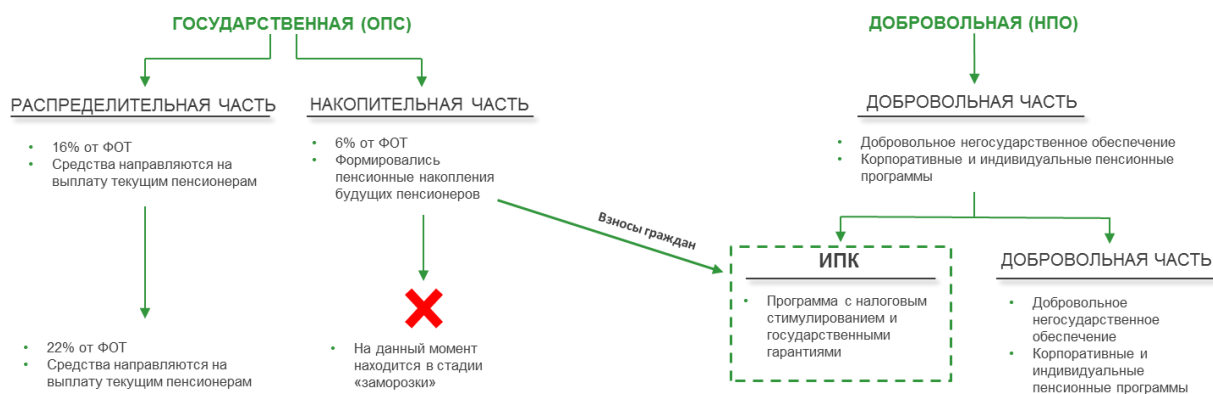 ГОСУДАРСТВЕННАЯ (ОПС)
ДОБРОВОЛЬНАЯ (НПО)
РАСПРЕДЕЛИТЕЛЬНАЯ ЧАСТЬ
• 16% от ФОТ
• Средства направляются на
выплату текущим пенсионерам
НАКОПИТЕЛЬНАЯ ЧАСТЬ
• 6% от ФОТ
• Формировались
пенсионные накопления
будущих пенсионеров
ДОБРОВОЛЬНАЯ ЧАСТЬ
• Добровольное негосударственное обеспечение
• Корпоративные и индивидуальные пенсионные
программы
Взносы граждан
• 22% от ФОТ
• Средства направляются на
выплату текущим пенсионерам
• На данный момент
находится в стадии
«заморозки»
ИПК
• Программа с налоговым
стимулированием и
государственными
гарантиями
ДОБРОВОЛЬНАЯ ЧАСТЬ
• Добровольное
негосударственное
обеспечение
• Корпоративные и
индивидуальные
пенсионные программы